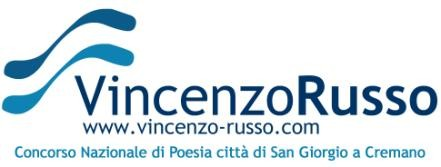 VincenzoRusso
www.vincenzo-russo.com
Concorso Nazionale di Poesia città di San Giorgio a Cremano